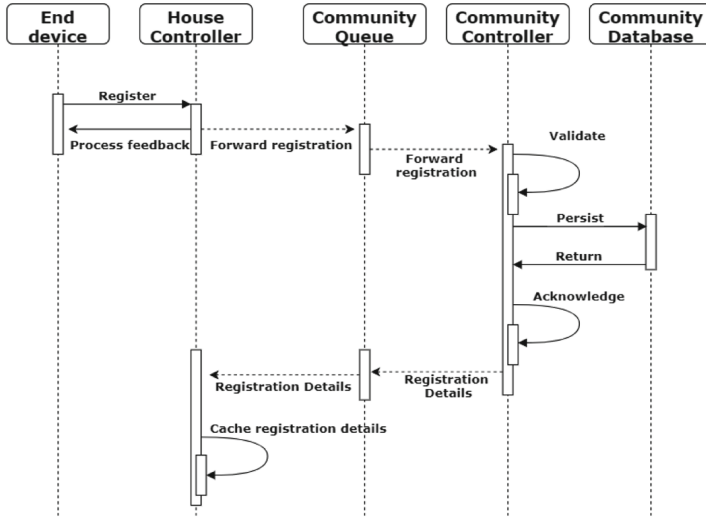 End
device
House
Controller
Community
Queue
Community
Controller
Community
Database
Register
Process feedback
Forward registration
Forward
registration
Validate
Persist
Return
Acknowledge
Registration
Details
Registration Details
Cache registration details